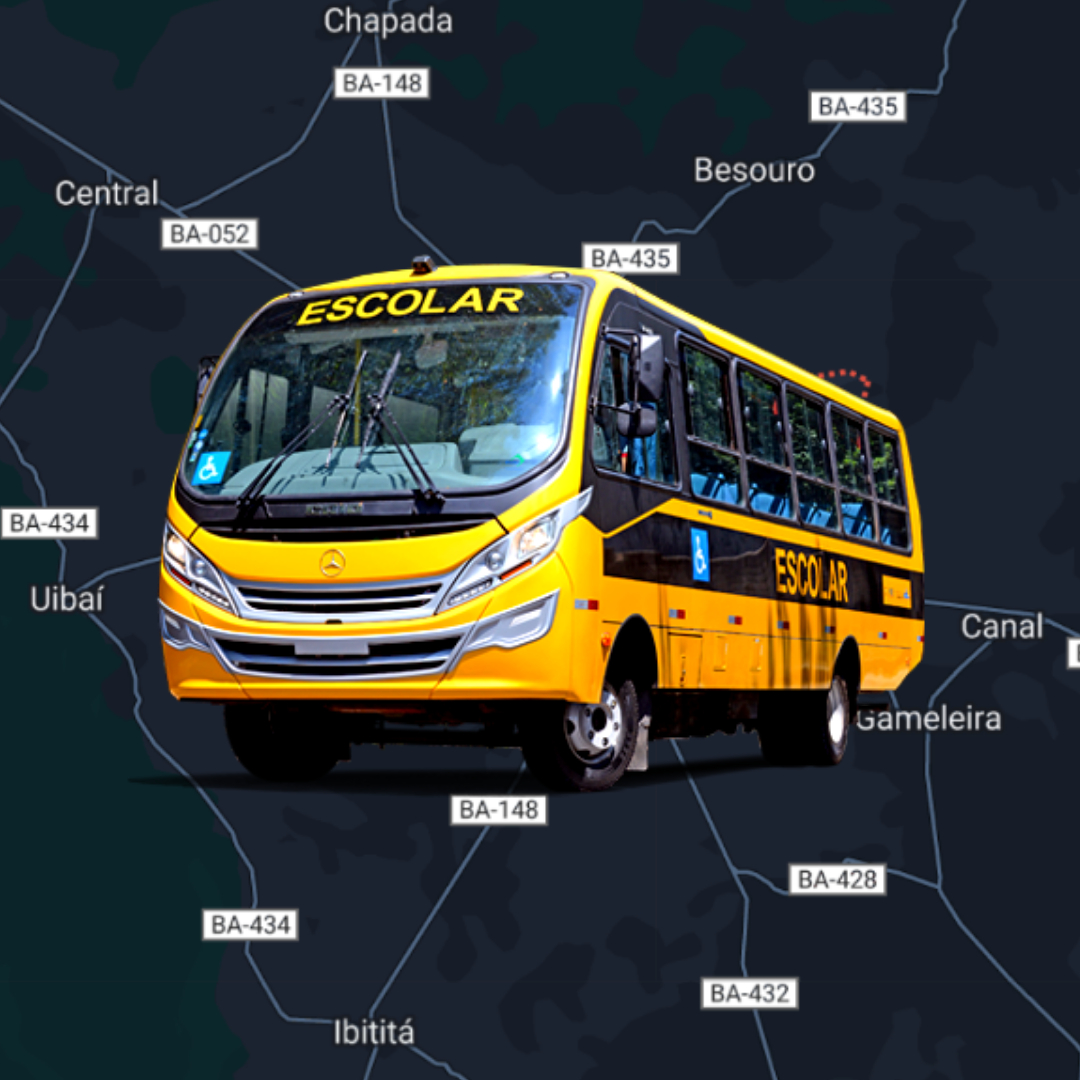 Chapada
BA-148
BA-435
Besouro
Central
BA-052
BA-435
ESCOLAR
BA-434
ESCOLAR
Uibaí
Canal
Gameleira
BA-148
BA-428
BA-434
BA-432
Ibititá